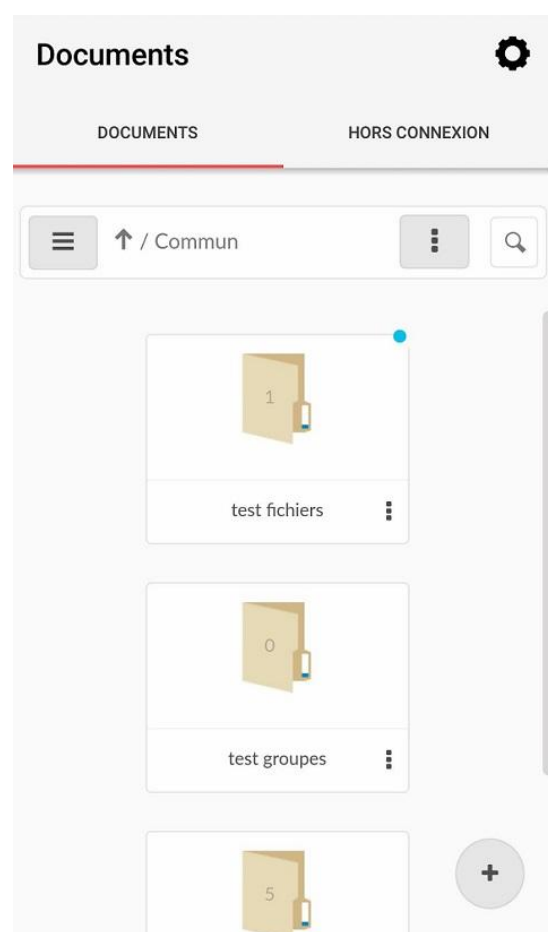 Documents
DOCUMENTS HORS CONNEXION
/ Commun
1
test fichiers
0
test groupes
5